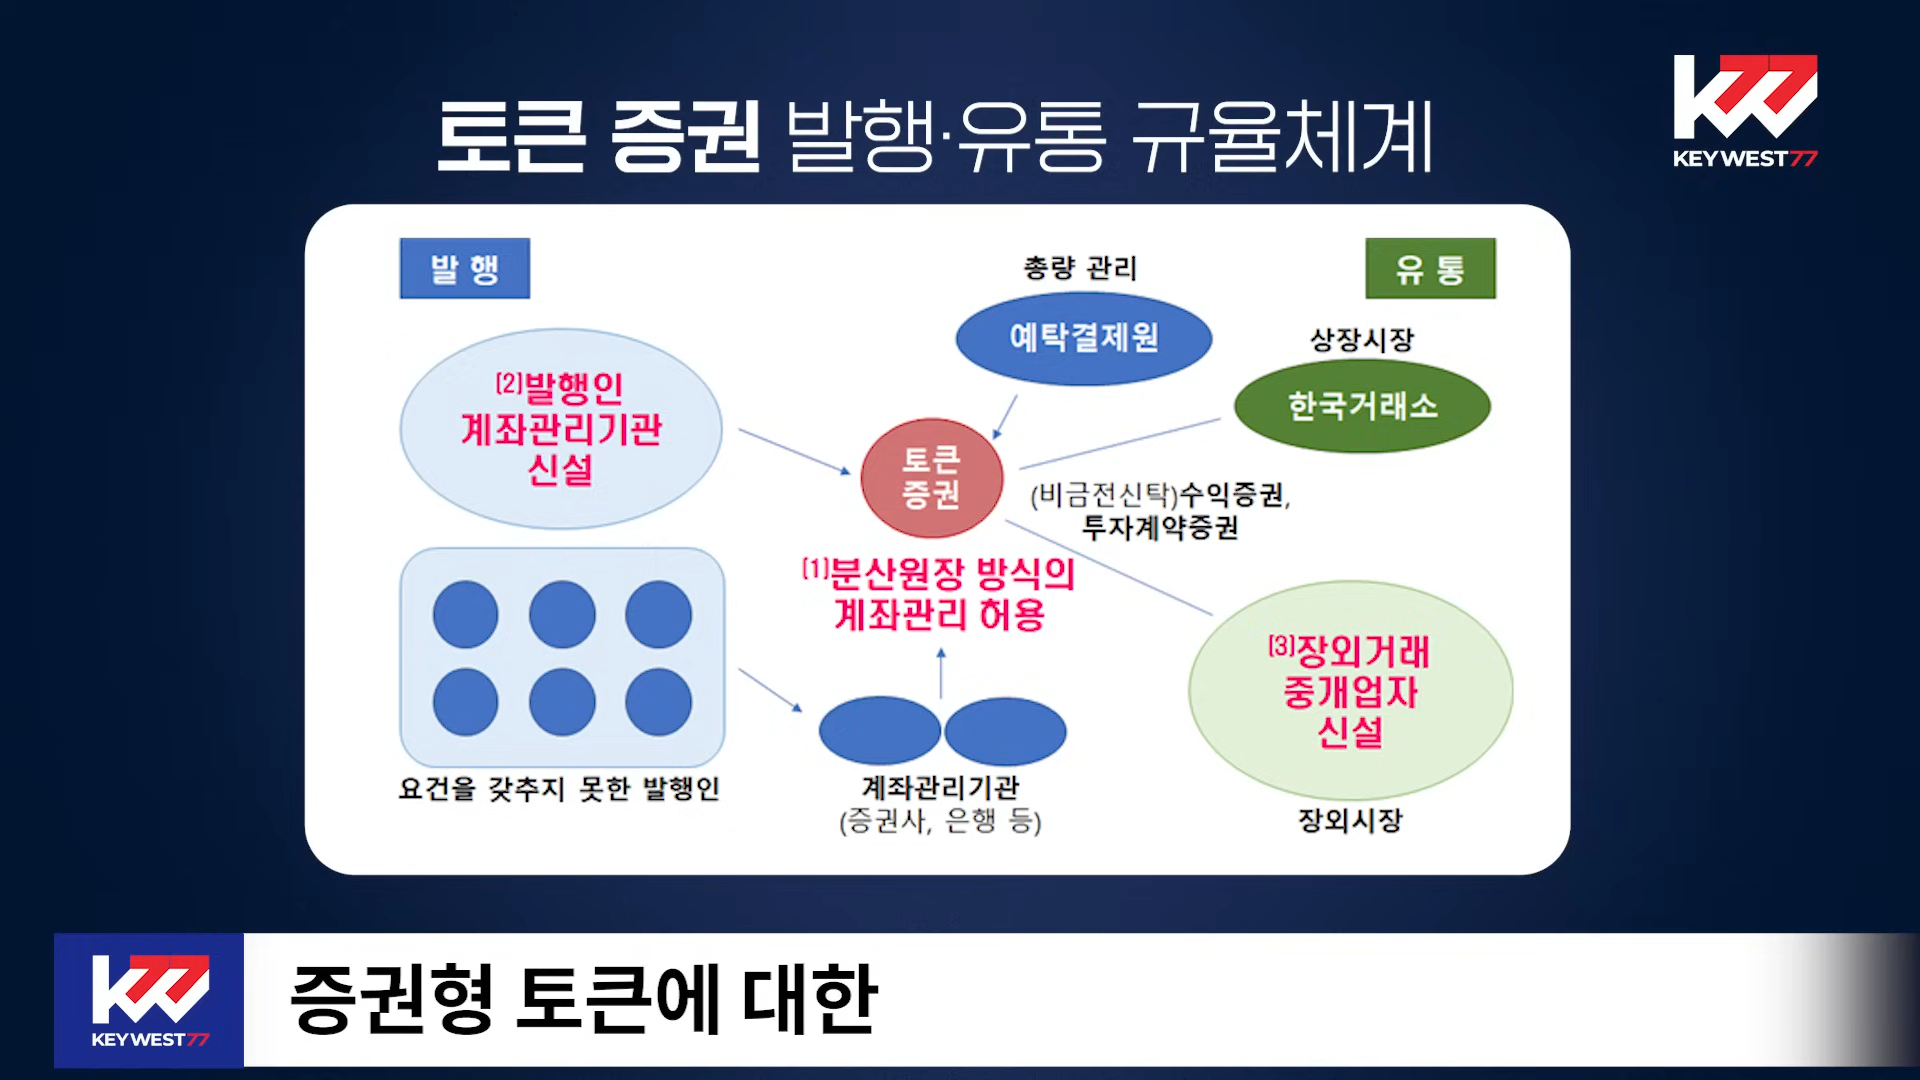 토큰 증권 발행·유통 규율체계
K77
KEYWEST77
발 행
유 통
총량 관리
예탁결제원
상장시장
한국거래소
[2]발행인
계좌관리기관
신설
토큰
증권
(비금전신탁)수익증권,
투자계약증권
[1]분산원장 방식의
계좌관리 허용
[3]장외거래
중개업자
신설
요건을 갖추지 못한 발행인
계좌관리기관
(증권사, 은행 등)
장외시장
K77
KEYWEST77
증권형 토큰에 대한